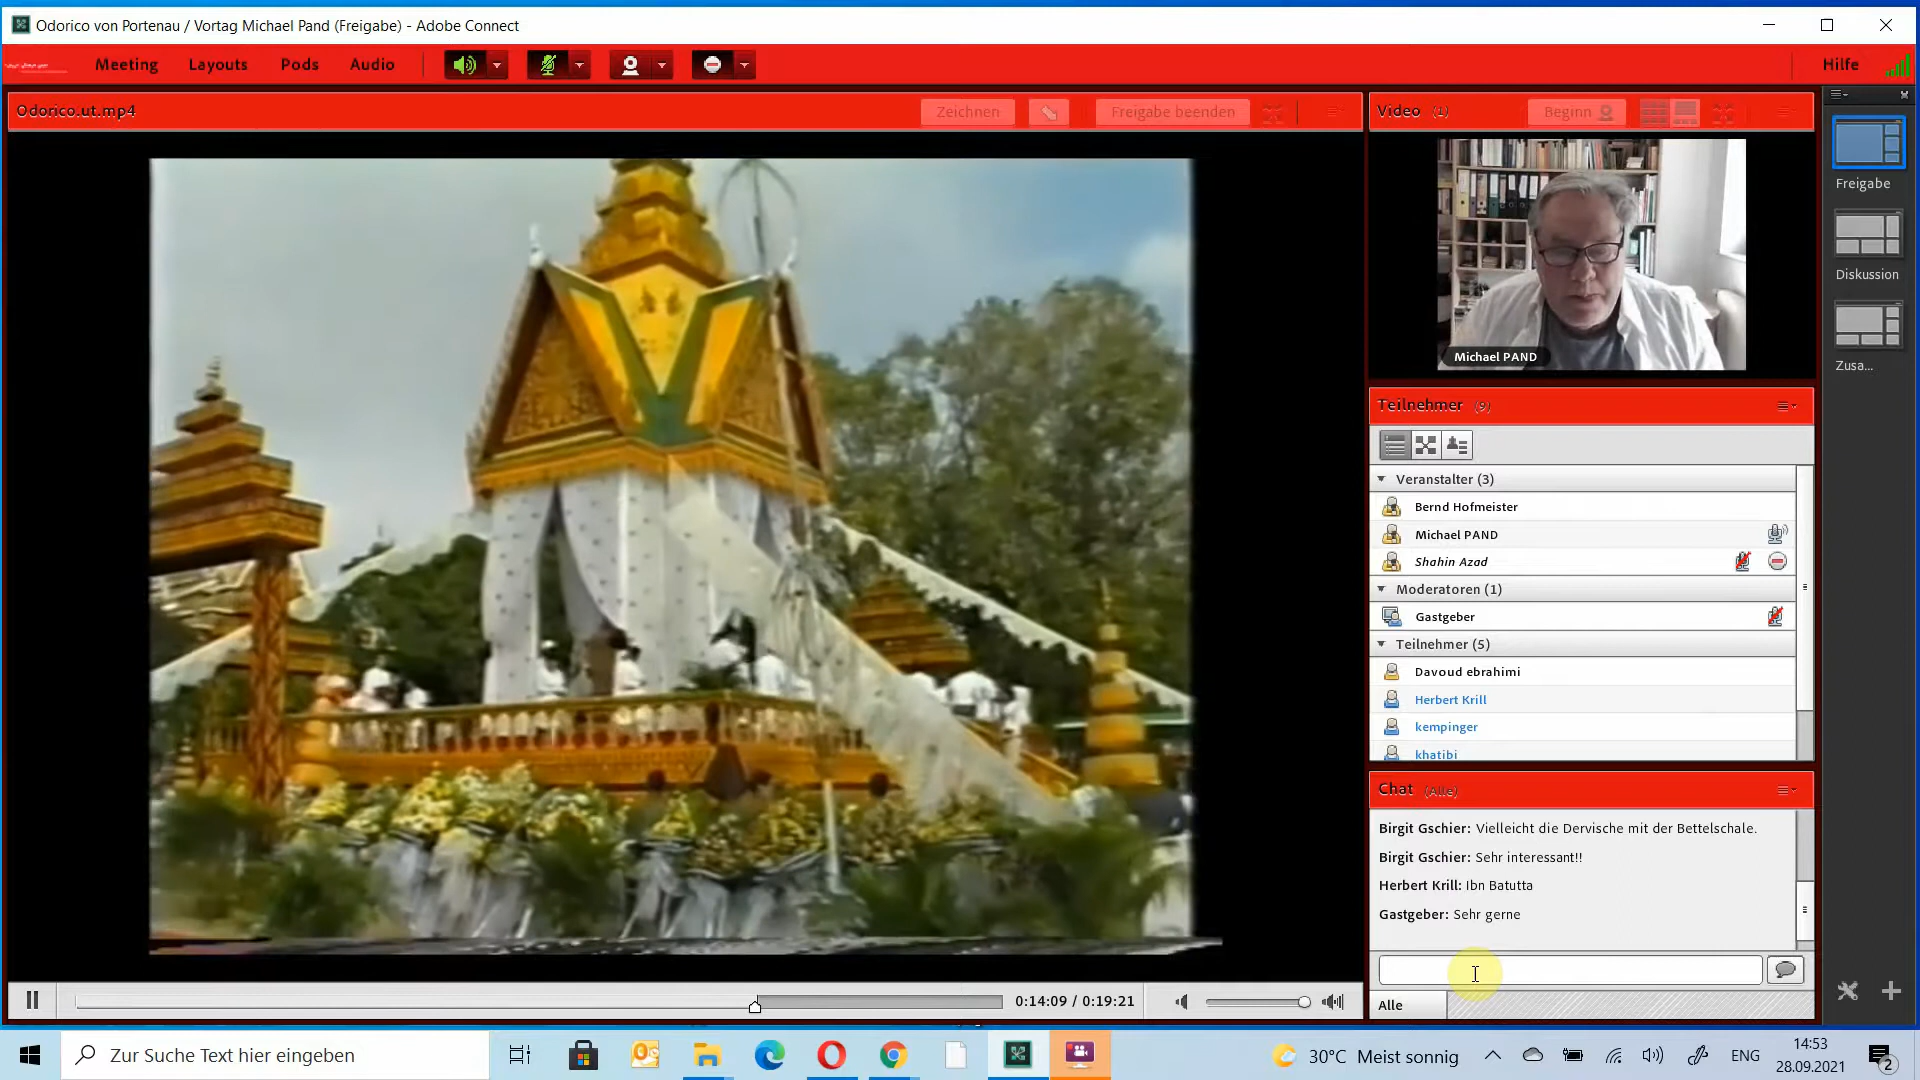 Odorico von Portenau / Vortag Michael Pand (Freigabe) - Adobe Connect
Meeting
Layouts
Pods
Audio
Hilfe
Odorico.ut.mp4
Zeichnen
Freigabe beenden
Video (1)
Beginn
Freigabe
Diskussion
Zusa...
Michael PAND
Teilnehmer (9)
Veranstalter (3)
Bernd Hofmeister
Michael PAND
Shahin Azad
Moderatoren (1)
Gastgeber
Teilnehmer (5)
Davoud ebrahimi
Herbert Krill
kempinger
khatibi
Chat (Alle)
Birgit Gschier: Vielleicht die Dervische mit der Bettelschale.
Birgit Gschier: Sehr interessant!!
Herbert Krill: Ibn Batutta
Gastgeber: Sehr gerne
Alle
0:14:09 / 0:19:21
Zur Suche Text hier eingeben
30°C Meist sonnig
ENG
14:53
28.09.2021
2